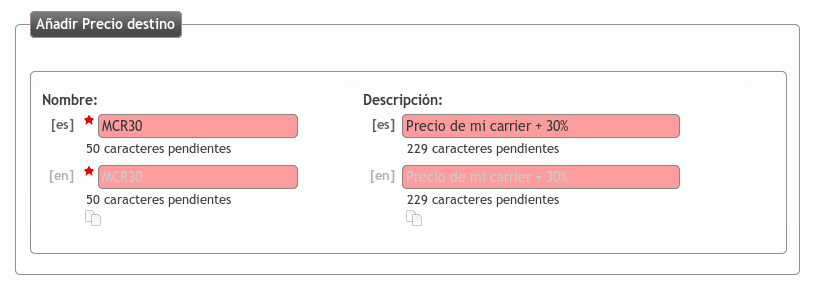 Añadir Precio destino
Nombre: Descripción:
[es] MCR30 [es] Precio de mi carrier + 30%
50 caracteres pendientes 229 caracteres pendientes
[en] MCR30 [en] Precio de mi carrier + 30%
50 caracteres pendientes 229 caracteres pendientes